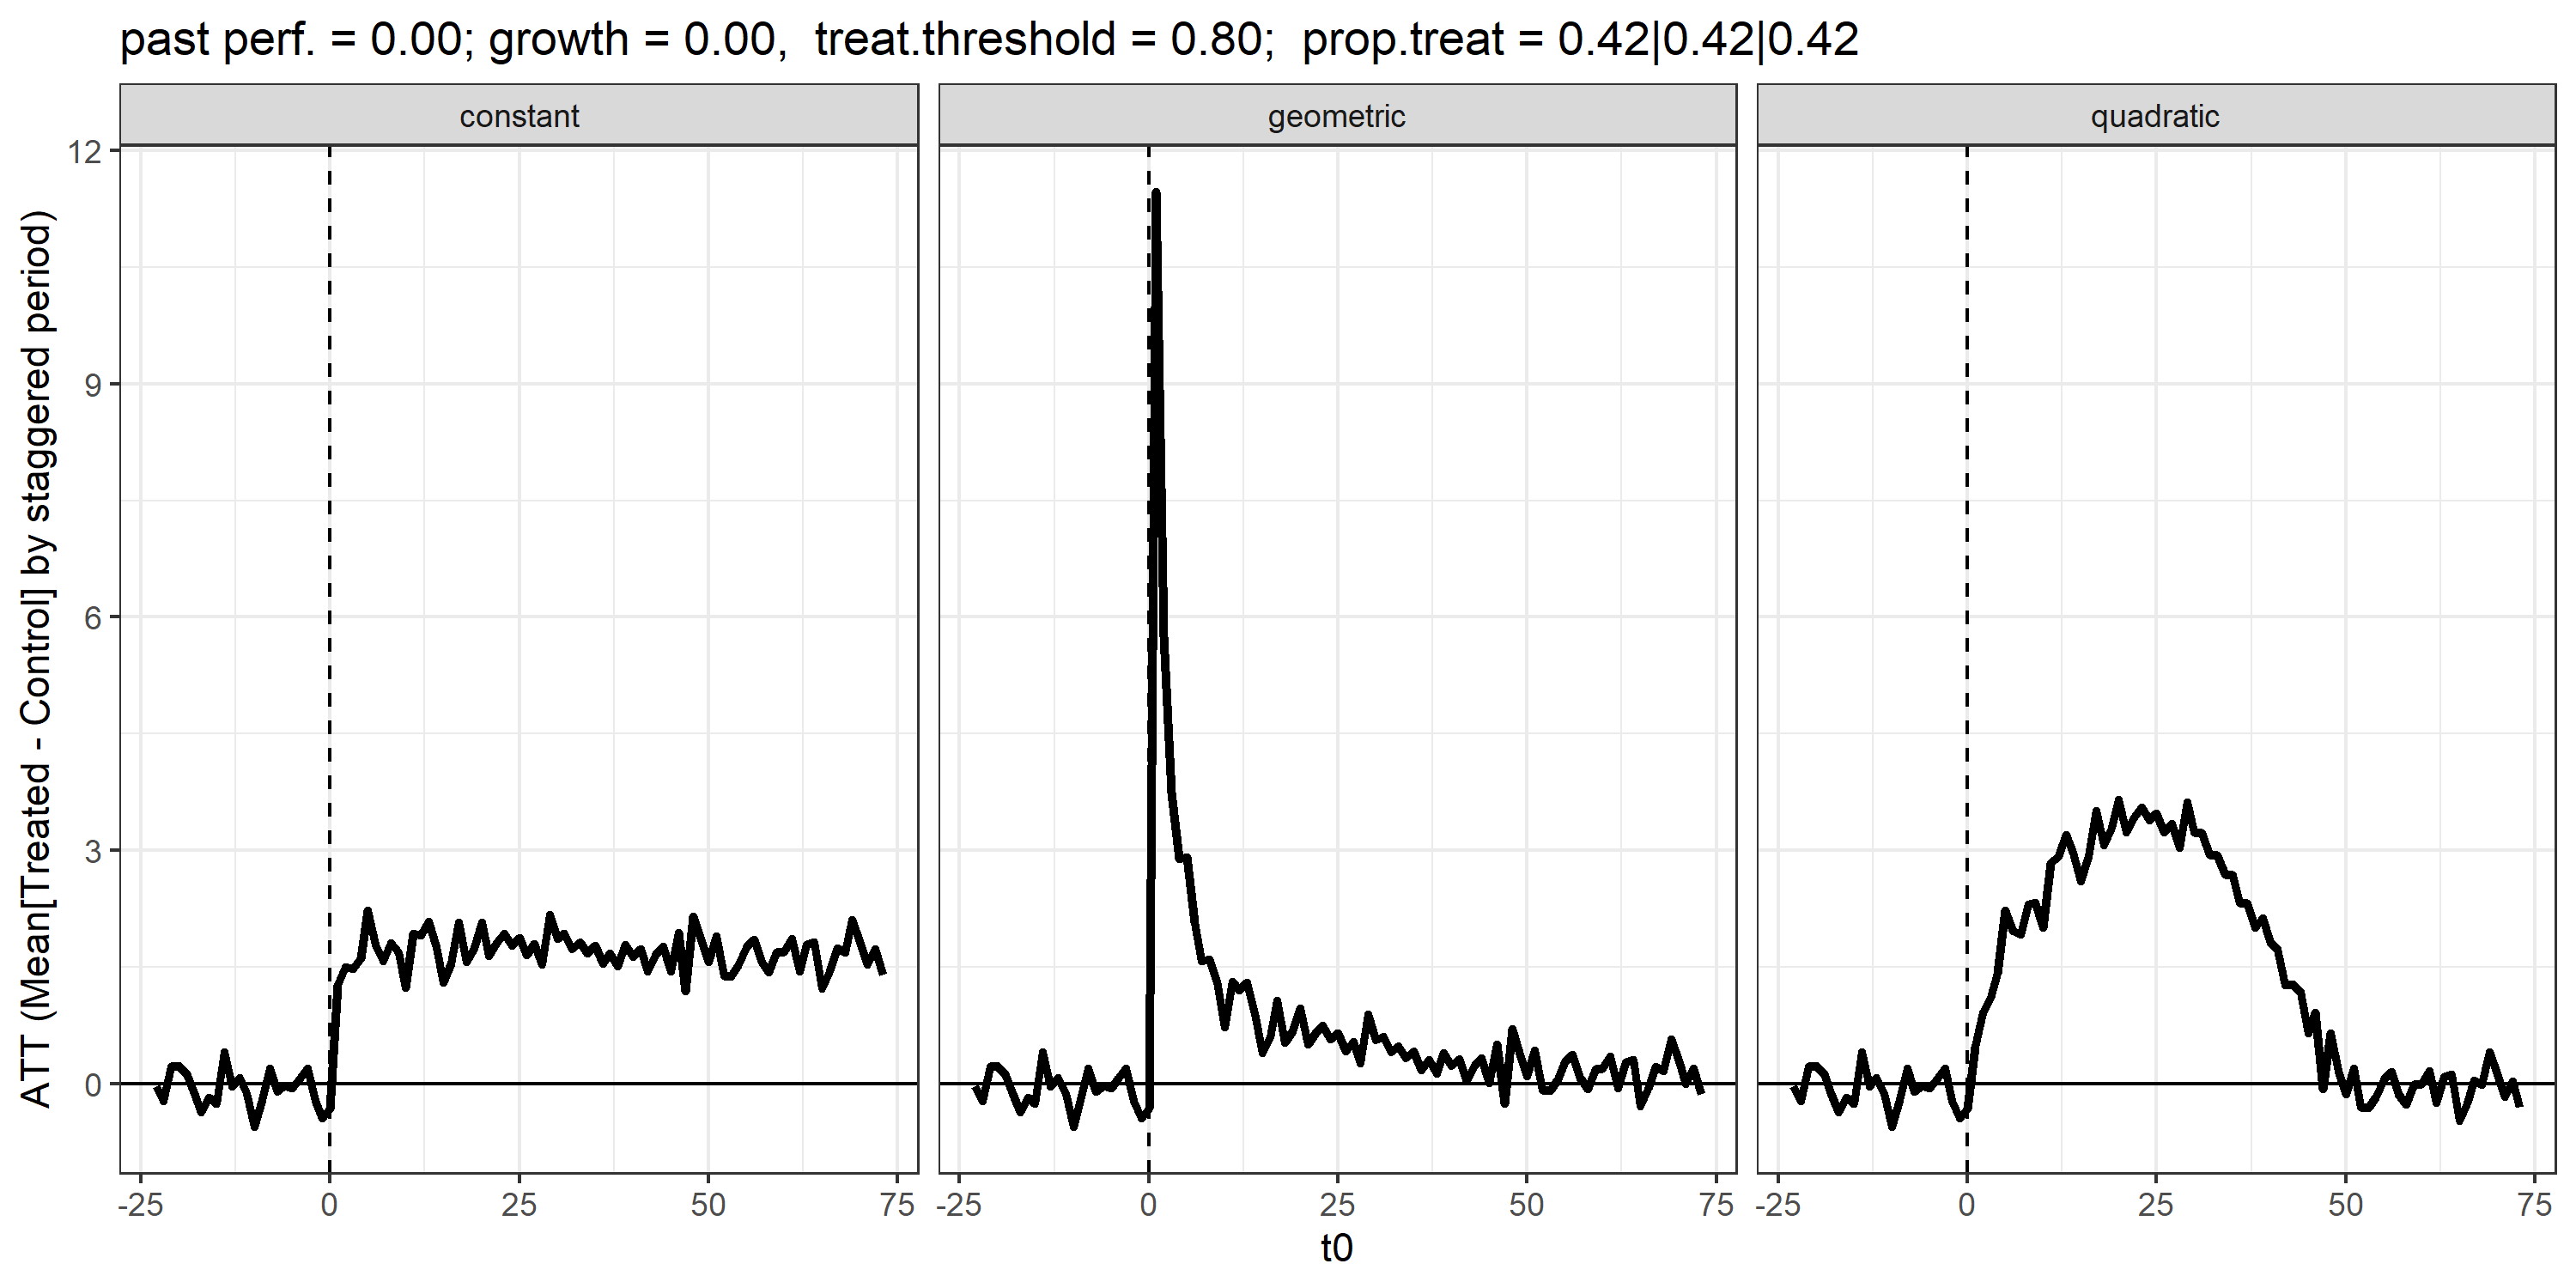 past perf. = 0.00; growth = 0.00,  treat.threshold = 0.80;  prop.treat = 0.42|0.42|0.42
constant
geometric
quadratic
ATT (Mean[Treated - Control] by staggered period)
12
9
6
3
0
-25 0 25 50 75
-25 0 25 50 75
-25 0 25 50 75
t0